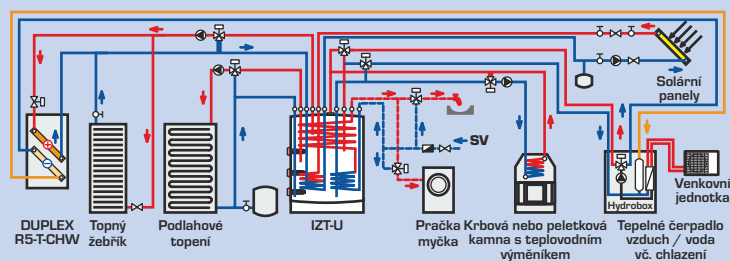 Solární
panely
SV
Hydrobox
Venkovní
jednotka
DUPLEX
R5-T-CHW
Topný
žebřík
Podlahové
topení
IZT-U
Pračka
myčka
Krbová nebo peletková
kamna s teplovodním
výměníkem
Tepelné čerpadlo
vzduch / voda
vč. chlazení